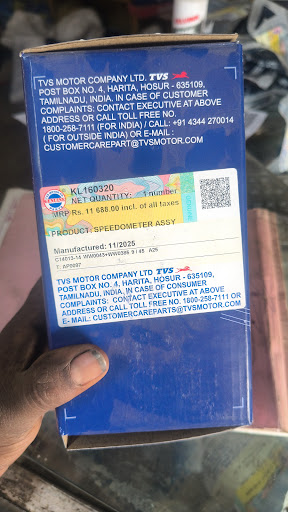 TVS MOTOR COMPANY LTD. TVS
POST BOX NO. 4, HARITA, HOSUR - 635109,
TAMILNADU, INDIA. IN CASE OF CUSTOMER
COMPLAINTS: CONTACT EXECUTIVE AT ABOVE
ADDRESS OR CALL TOLL FREE NO.
1800-258-7111 (FOR INDIA) / CALL: +91 4344 270014
( FOR OUTSIDE INDIA) OR E-MAIL :
CUSTOMERCAREPART@TVSMOTOR.COM
KL160320
NET QUANTITY: 1 number
MRP Rs. 11 686.00 incl. of all taxes
PRODUCT: SPEEDOMETER ASSY
Manufactured: 11/2025
TVS MOTOR COMPANY LTD TVS
POST BOX NO. 4, HARITA, HOSUR - 635109,
TAMILNADU, INDIA. IN CASE OF CONSUMER
COMPLAINTS: CONTACT EXECUTIVE AT ABOVE
ADDRESS OR CALL TOLL FREE NO. 1800-258-7111 OR
E- MAIL : CUSTOMERCAREPARTS@TVSMOTOR.COM